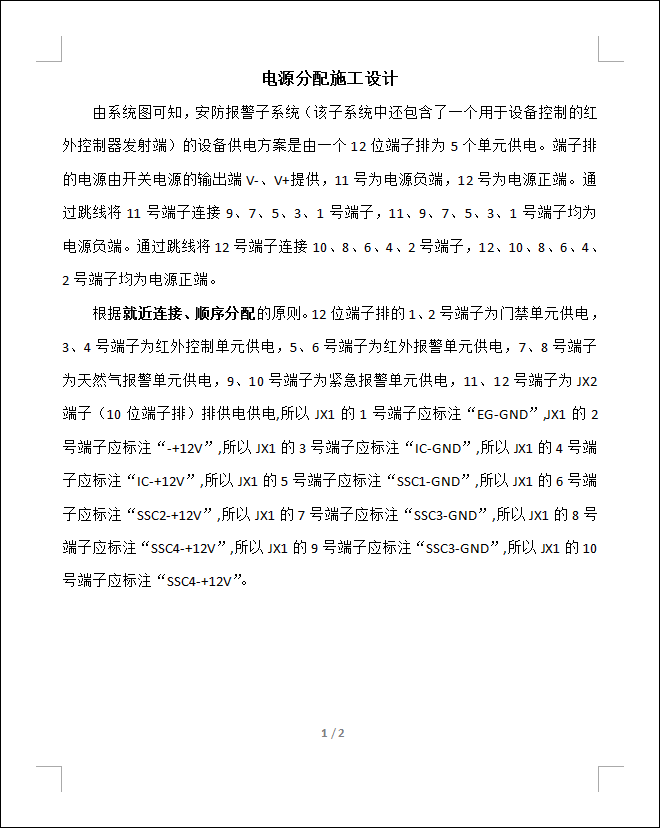 电源分配施工设计
由系统图可知，安防报警子系统（该子系统中还包含了一个用于设备控制的红
外控制器发射端）的设备供电方案是由一个 12 位端子排为 5 个单元供电。端子排
的电源由开关电源的输出端 V-、V+提供，11 号为电源负端，12 号为电源正端。通
过跳线将 11 号端子连接 9、7、5、3、1 号端子，11、9、7、5、3、1 号端子均为
电源负端。通过跳线将 12 号端子连接 10、8、6、4、2 号端子，12、10、8、6、4、
2 号端子均为电源正端。
根据就近连接、顺序分配的原则。12 位端子排的 1、2 号端子为门禁单元供电，
3、4 号端子为红外控制单元供电，5、6 号端子为红外报警单元供电，7、8 号端子
为天然气报警单元供电，9、10 号端子为紧急报警单元供电，11、12 号端子为 JX2
端子（10 位端子排）排供电供电,所以 JX1 的 1 号端子应标注“EG-GND”,JX1 的 2
号端子应标注“-+12V”,所以 JX1 的 3 号端子应标注“IC-GND”,所以 JX1 的 4 号端
子应标注“IC-+12V”,所以 JX1 的 5 号端子应标注“SSC1-GND”,所以 JX1 的 6 号端
子应标注“SSC2-+12V”,所以 JX1 的 7 号端子应标注“SSC3-GND”,所以 JX1 的 8 号
端子应标注“SSC4-+12V”,所以 JX1 的 9 号端子应标注“SSC3-GND”,所以 JX1 的 10
号端子应标注“SSC4-+12V”。
1 / 2